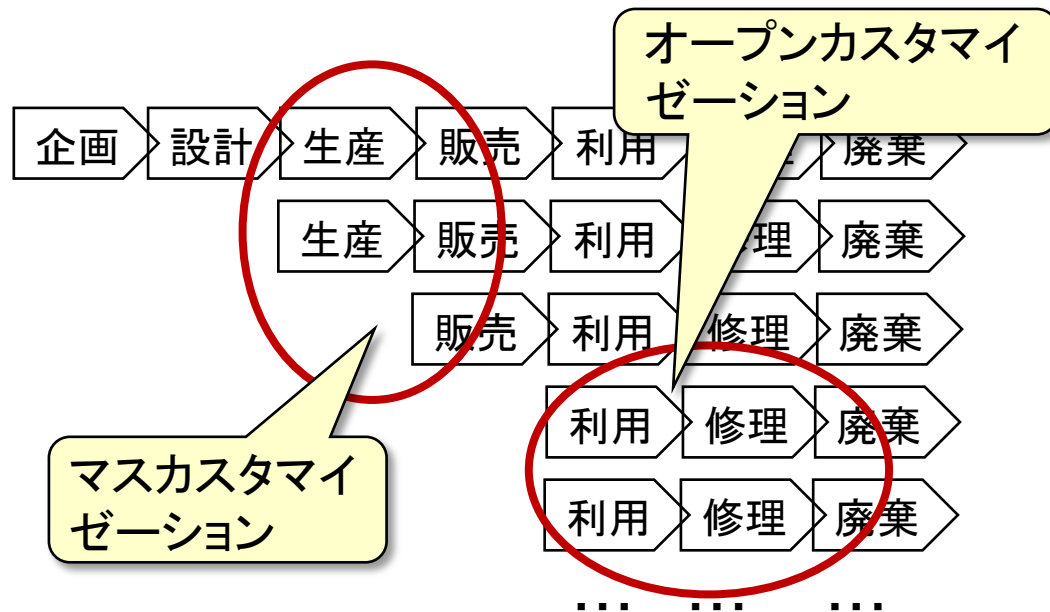 オープンカスタマイ
ゼーション
企画 設計 生産 販売 利用 理 廃棄
生産 販売 利用 修理 廃棄
販売 利用 修理 廃棄
利用 修理 廃棄
マスカスタマイ
ゼーション
利用 修理 廃棄
… … …